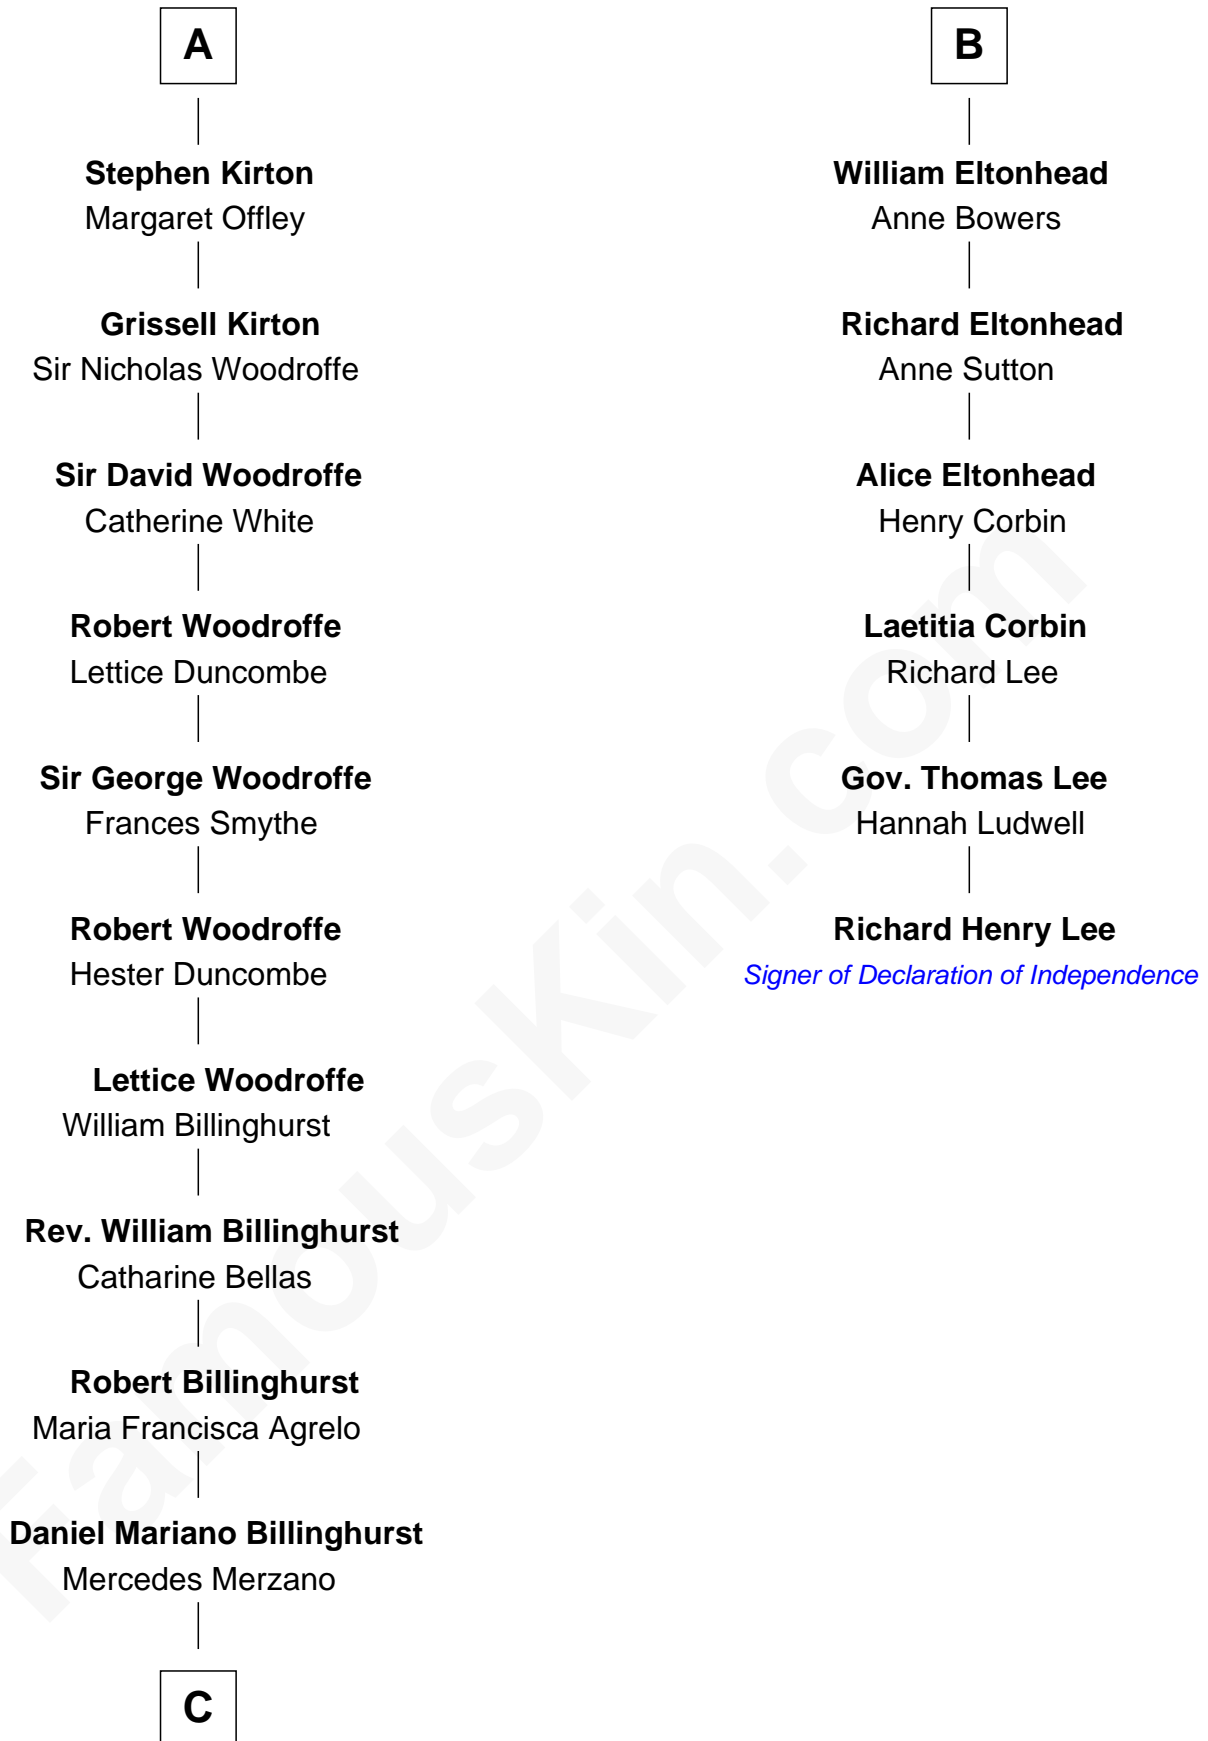 A
Stephen Kirton
Margaret Offley
Grissell Kirton
Sir Nicholas Woodroffe
Sir David Woodroffe
Catherine White
Robert Woodroffe
Lettice Duncombe
Sir George Woodroffe
Frances Smythe
Robert Woodroffe
Hester Duncombe
Lettice Woodroffe
William Billinghurst
Rev. William Billinghurst
Catharine Bellas
Robert Billinghurst
Maria Francisca Agrelo
Daniel Mariano Billinghurst
Mercedes Merzano
C
B
William Eltonhead
Anne Bowers
Richard Eltonhead
Anne Sutton
Alice Eltonhead
Henry Corbin
Laetitia Corbin
Richard Lee
Gov. Thomas Lee
Hannah Ludwell
Richard Henry Lee
Signer of Declaration of Independence
FamousKin.com